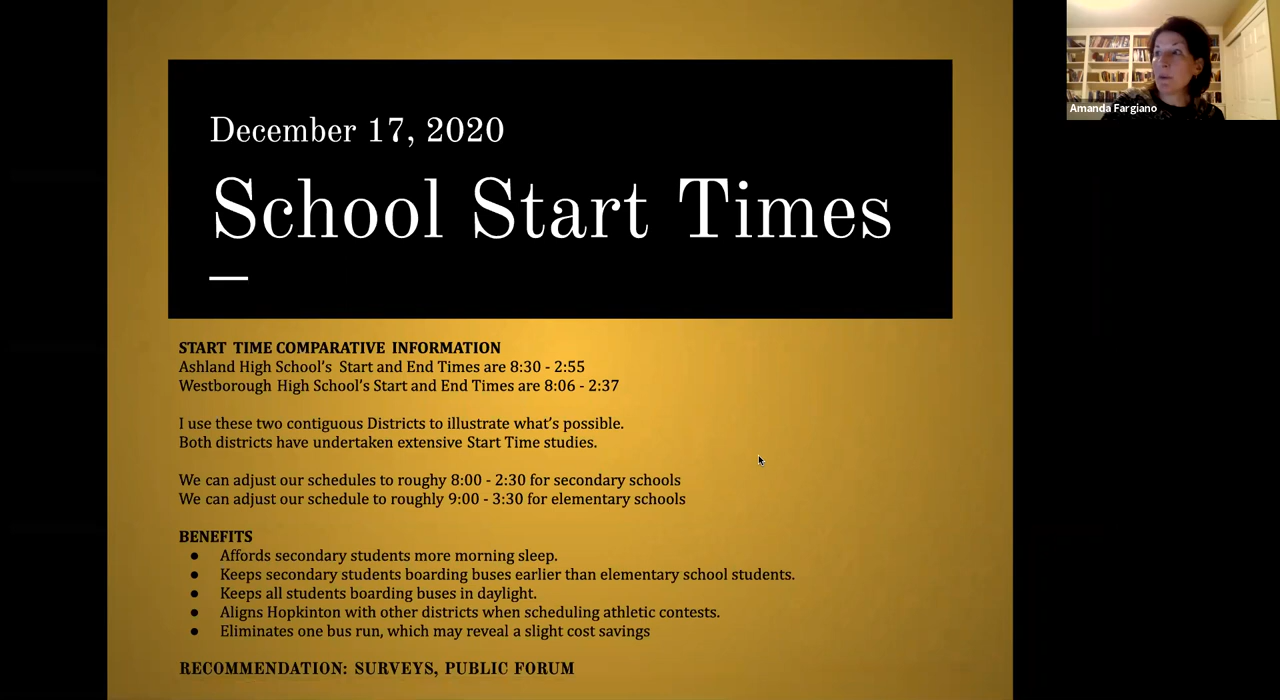 December 17, 2020
School Start Times
START TIME COMPARATIVE INFORMATION
Ashland High School's Start and End Times are 8:30 - 2:55
Westborough High School's Start and End Times are 8:06 - 2:37
I use these two contiguous Districts to illustrate what's possible.
Both districts have undertaken extensive Start Time studies.
We can adjust our schedules to roughy 8:00 - 2:30 for secondary schools
We can adjust our schedule to roughly 9:00 - 3:30 for elementary schools
BENEFITS
● Affords secondary students more morning sleep.
● Keeps secondary students boarding buses earlier than elementary school students.
● Keeps all students boarding buses in daylight.
● Aligns Hopkinton with other districts when scheduling athletic contests.
● Eliminates one bus run, which may reveal a slight cost savings
RECOMMENDATION: SURVEYS, PUBLIC FORUM
Amanda Fargiano